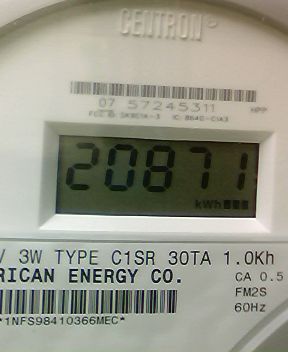 CENTRON®
07 57245311 HPP
20871
kWh
V 3W TYPE C1SR 30TA 1.0Kh
RICAN ENERGY CO. CA 0.5
FM2S
*1NFS98410366MEC* 60Hz